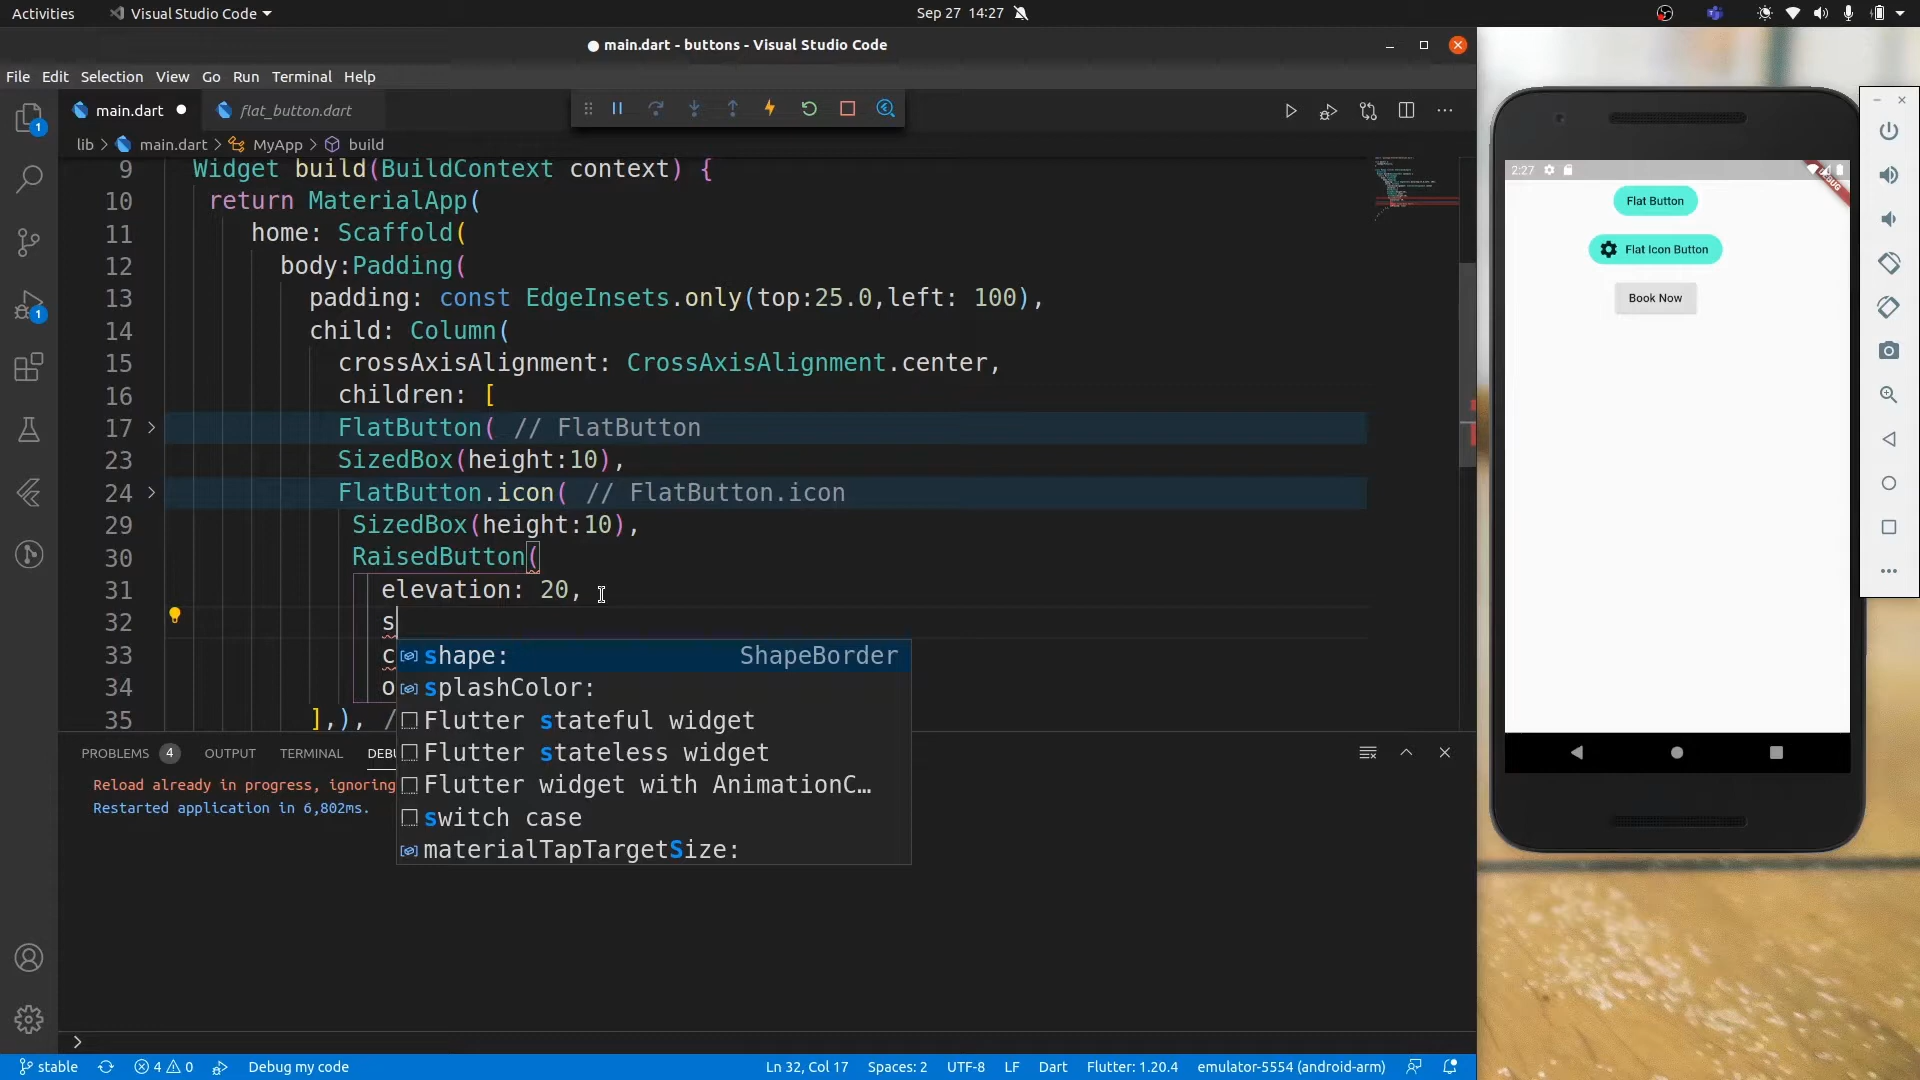 Activities Visual Studio Code Sep 27 14:27
main.dart - buttons - Visual Studio Code
File Edit Selection View Go Run Terminal Help
main.dart flat_button.dart
lib > main.dart > MyApp > build
9 Widget build(BuildContext context) {
10 return MaterialApp(
11 home: Scaffold(
12 body:Padding(
13 padding: const EdgeInsets.only(top:25.0,left: 100),
14 child: Column(
15 crossAxisAlignment: CrossAxisAlignment.center,
16 children: [
17 FlatButton( // FlatButton
23 SizedBox(height:10),
24 FlatButton.icon( // FlatButton.icon
29 SizedBox(height:10),
30 RaisedButton(
31 elevation: 20,
32 s
33 c
34 o
35 ],), /
shape: ShapeBorder
splashColor:
Flutter stateful widget
Flutter stateless widget
Flutter widget with AnimationC…
switch case
materialTapTargetSize:
PROBLEMS 4 OUTPUT TERMINAL DEB
Reload already in progress, ignoring
Restarted application in 6,802ms.
1
1
stable 4 0 Debug my code Ln 32, Col 17 Spaces: 2 UTF-8 LF Dart Flutter: 1.20.4 emulator-5554 (android-arm)
2:27
DEBUG
Flat Button
Flat Icon Button
Book Now